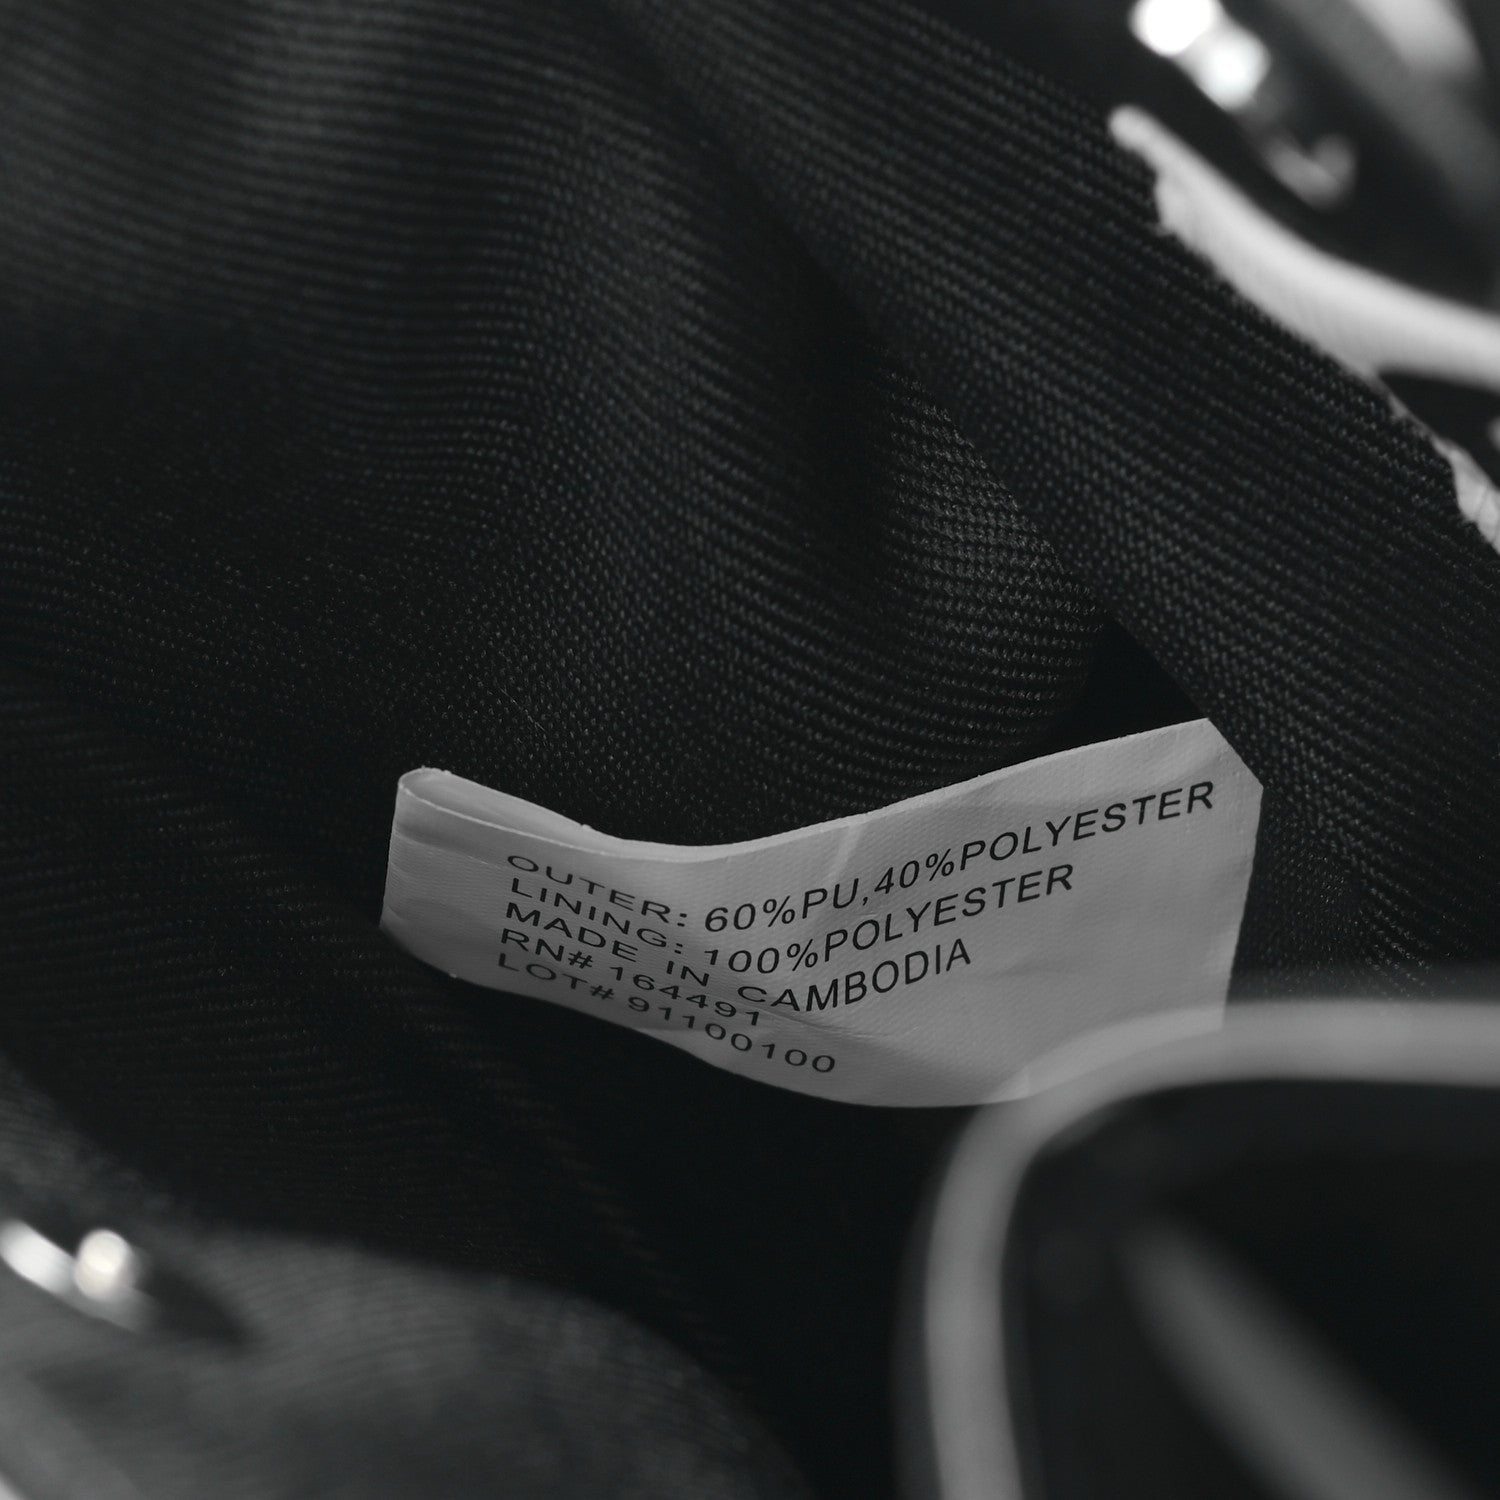 OUTER: 60%PU,40%POLYESTER
LINING: 100%POLYESTER
MADE IN CAMBODIA
RN# 164491
LOT# 91100100